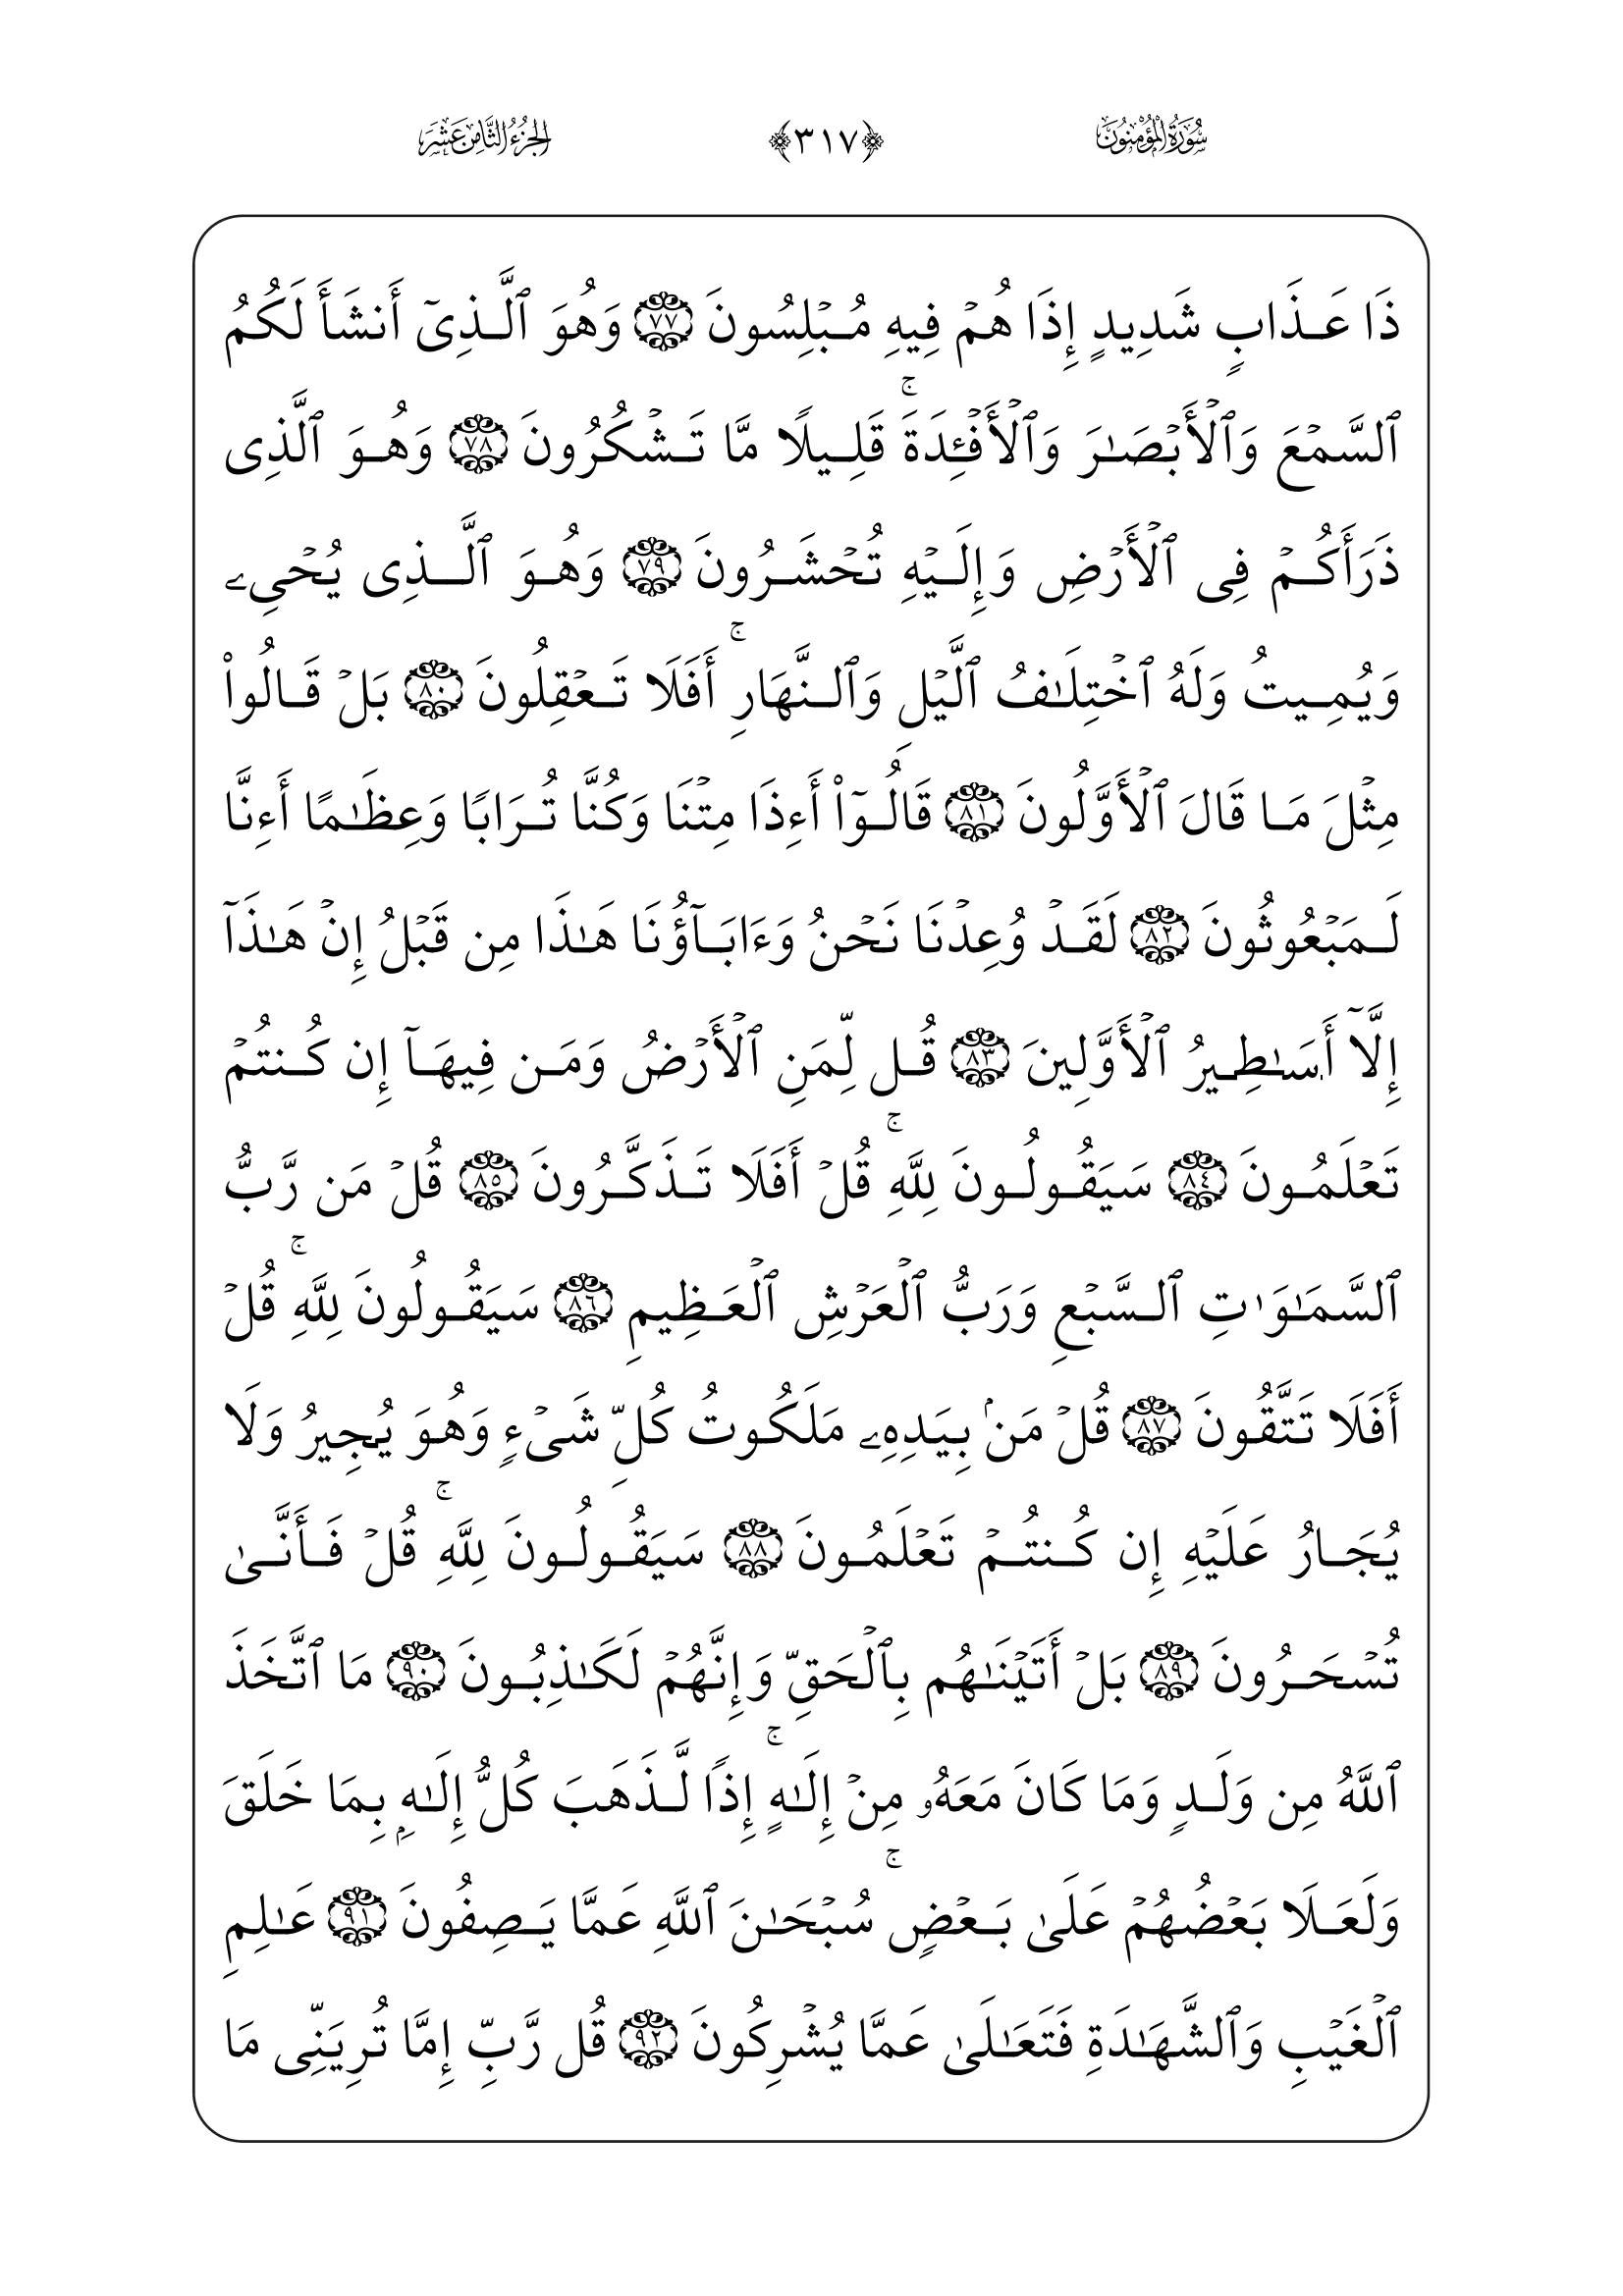 سُورَةُ الْمُؤْمِنُونَ ﴿٣١٧﴾ الجُزْءُ الثَّامِنَ عَشَرَ
ذَا عَذَابٍ شَدِيدٍ إِذَا هُمۡ فِيهِ مُبۡلِسُونَ ٧٧ وَهُوَ ٱلَّذِىٓ أَنشَأَ لَكُمُ
ٱلسَّمۡعَ وَٱلۡأَبۡصَـٰرَ وَٱلۡأَفۡـِٔدَةَۚ قَلِيلًا مَّا تَشۡكُرُونَ ٧٨ وَهُوَ ٱلَّذِى
ذَرَأَكُمۡ فِى ٱلۡأَرۡضِ وَإِلَيۡهِ تُحۡشَرُونَ ٧٩ وَهُوَ ٱلَّذِى يُحۡىِۦ
وَيُمِيتُ وَلَهُ ٱخۡتِلَـٰفُ ٱلَّيۡلِ وَٱلنَّهَارِۚ أَفَلَا تَعۡقِلُونَ ٨٠ بَلۡ قَالُوا۟
مِثۡلَ مَا قَالَ ٱلۡأَوَّلُونَ ٨١ قَالُوٓا۟ أَءِذَا مِتۡنَا وَكُنَّا تُرَابًا وَعِظَـٰمًا أَءِنَّا
لَمَبۡعُوثُونَ ٨٢ لَقَدۡ وُعِدۡنَا نَحۡنُ وَءَابَآؤُنَا هَـٰذَا مِن قَبۡلُ إِنۡ هَـٰذَآ
إِلَّآ أَسَـٰطِيرُ ٱلۡأَوَّلِينَ ٨٣ قُل لِّمَنِ ٱلۡأَرۡضُ وَمَن فِيهَآ إِن كُنتُمۡ
تَعۡلَمُونَ ٨٤ سَيَقُولُونَ لِلَّهِۚ قُلۡ أَفَلَا تَذَكَّرُونَ ٨٥ قُلۡ مَن رَّبُّ
ٱلسَّمَـٰوَٰتِ ٱلسَّبۡعِ وَرَبُّ ٱلۡعَرۡشِ ٱلۡعَظِيمِ ٨٦ سَيَقُولُونَ لِلَّهِۚ قُلۡ
أَفَلَا تَتَّقُونَ ٨٧ قُلۡ مَنۢ بِيَدِهِۦ مَلَكُوتُ كُلِّ شَىۡءٍ وَهُوَ يُجِيرُ وَلَا
يُجَارُ عَلَيۡهِ إِن كُنتُمۡ تَعۡلَمُونَ ٨٨ سَيَقُولُونَ لِلَّهِۚ قُلۡ فَأَنَّىٰ
تُسۡحَرُونَ ٨٩ بَلۡ أَتَيۡنَـٰهُم بِٱلۡحَقِّ وَإِنَّهُمۡ لَكَـٰذِبُونَ ٩٠ مَا ٱتَّخَذَ
ٱللَّهُ مِن وَلَدٍ وَمَا كَانَ مَعَهُۥ مِنۡ إِلَـٰهٍۚ إِذًا لَّذَهَبَ كُلُّ إِلَـٰهِۭ بِمَا خَلَقَ
وَلَعَلَا بَعۡضُهُمۡ عَلَىٰ بَعۡضٍۚ سُبۡحَـٰنَ ٱللَّهِ عَمَّا يَصِفُونَ ٩١ عَـٰلِمِ
ٱلۡغَيۡبِ وَٱلشَّهَـٰدَةِ فَتَعَـٰلَىٰ عَمَّا يُشۡرِكُونَ ٩٢ قُل رَّبِّ إِمَّا تُرِيَنِّى مَا